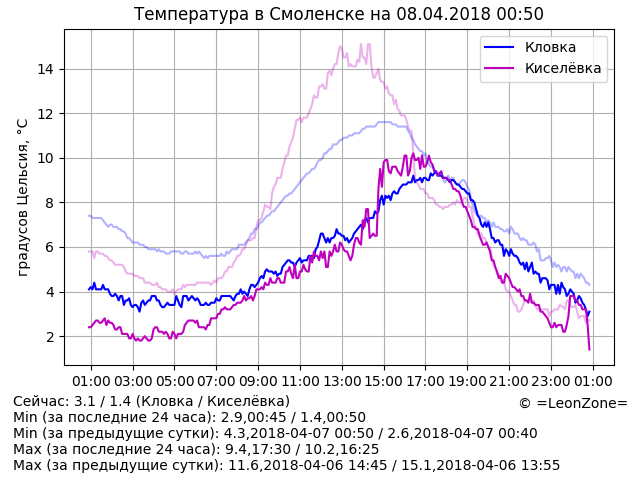 Температура в Смоленске на 08.04.2018 00:50
Кловка
Киселёвка
градусов Цельсия, °C
14
12
10
8
6
4
2
01:00 03:00 05:00 07:00 09:00 11:00 13:00 15:00 17:00 19:00 21:00 23:00 01:00
Сейчас: 3.1 / 1.4 (Кловка / Киселёвка)
© =LeonZone=
Min (за последние 24 часа): 2.9,00:45 / 1.4,00:50
Min (за предыдущие сутки): 4.3,2018-04-07 00:50 / 2.6,2018-04-07 00:40
Max (за последние 24 часа): 9.4,17:30 / 10.2,16:25
Max (за предыдущие сутки): 11.6,2018-04-06 14:45 / 15.1,2018-04-06 13:55